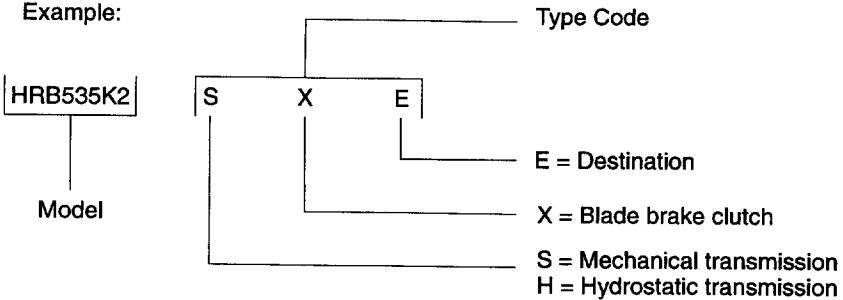 Example:
Type Code
HRB535K2 S X E
E = Destination
Model
X = Blade brake clutch
S = Mechanical transmission
H = Hydrostatic transmission